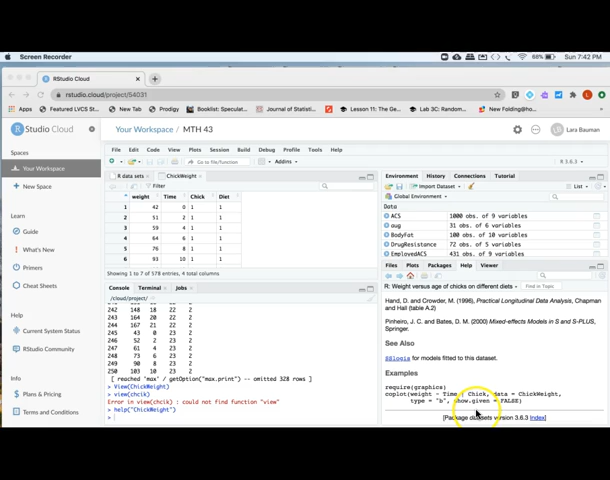 Screen Recorder
68%
Sun 7:42 PM
RStudio Cloud
rstudio.cloud/project/54031
Apps
Featured LVCS St...
New Tab
Prodigy
Booklist: Speculat...
Journal of Statistic...
Lesson 11: The Ge...
Lab 3C: Random...
New Folding@ho...
Studio Cloud
Your Workspace / MTH 43
Lara Bauman
Spaces
Your Workspace
New Space
Learn
Guide
What's New
Primers
Cheat Sheets
Help
Current System Status
RStudio Community
Info
Plans & Pricing
Terms and Conditions
File Edit Code View Plots Session Build Debug Profile Tools Help
Go to file/function
Addins
R 3.6.3
R data sets
ChickWeight
Filter
weight Time Chick Diet
1 42 0 1 1
2 51 2 1 1
3 59 4 1 1
4 64 6 1 1
5 76 8 1 1
6 93 10 1 1
Showing 1 to 7 of 578 entries, 4 total columns
Console Terminal Jobs
/cloud/project/
242 148 18 22 2
243 164 20 22 2
244 167 21 22 2
245 43 0 23 2
246 52 2 23 2
247 61 4 23 2
248 73 6 23 2
249 90 8 23 2
250 103 10 23 2
[ reached 'max' / getOption("max.print") -- omitted 328 rows ]
> View(ChickWeight)
> view(chcik)
Error in view(chcik) : could not find function "view"
> help("ChickWeight")
>
Environment History Connections Tutorial
Import Dataset
List
Global Environment
Data
ACS 1000 obs. of 9 variables
aug 31 obs. of 6 variables
BodyFat 100 obs. of 10 variables
DrugResistance 72 obs. of 5 variables
EmployedACS 431 obs. of 9 variables
Files Plots Packages Help Viewer
R: Weight versus age of chicks on different diets
Find in Topic
Hand, D. and Crowder, M. (1996), Practical Longitudinal Data Analysis, Chapman
and Hall (table A.2)
Pinheiro, J. C. and Bates, D. M. (2000) Mixed-effects Models in S and S-PLUS,
Springer.
See Also
SSlogis for models fitted to this dataset.
Examples
require(graphics)
coplot(weight ~ Time | Chick, data = ChickWeight,
type = "b", show.given = FALSE)
[Package datasets version 3.6.3 Index]